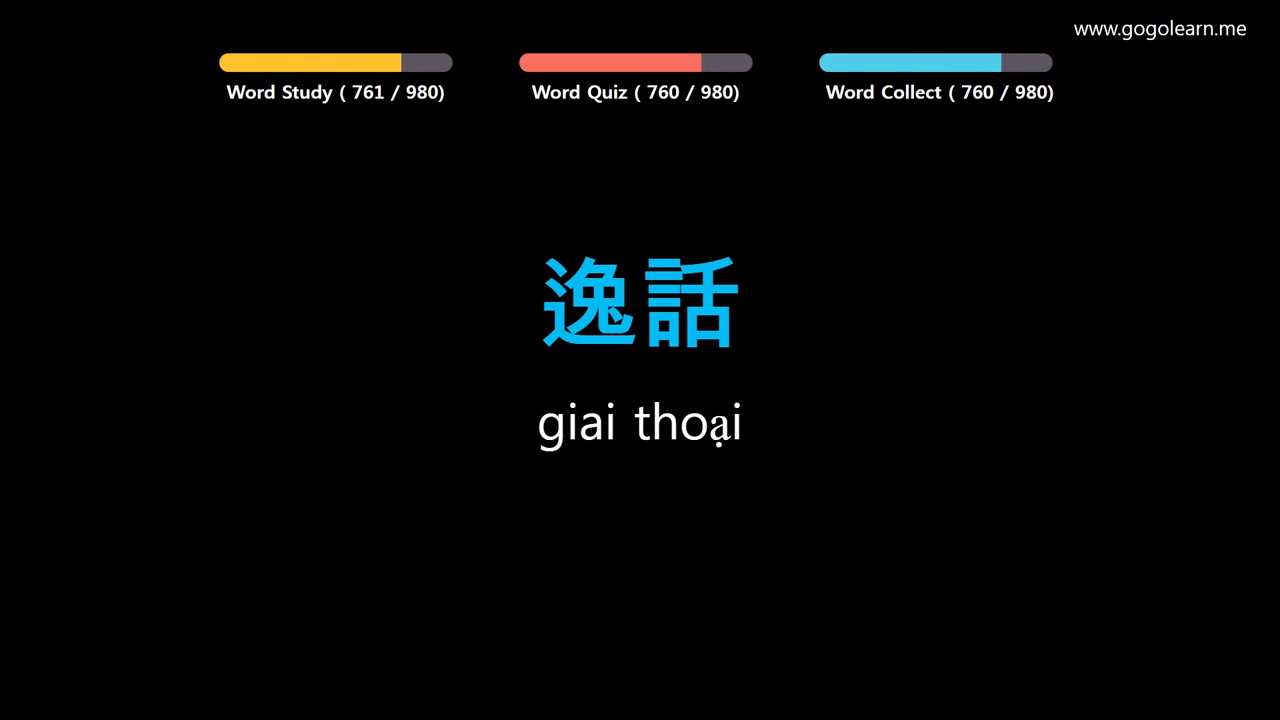 www.gogolearn.me
Word Study ( 761 / 980)
Word Quiz ( 760 / 980)
Word Collect ( 760 / 980)
逸話
giai thoại